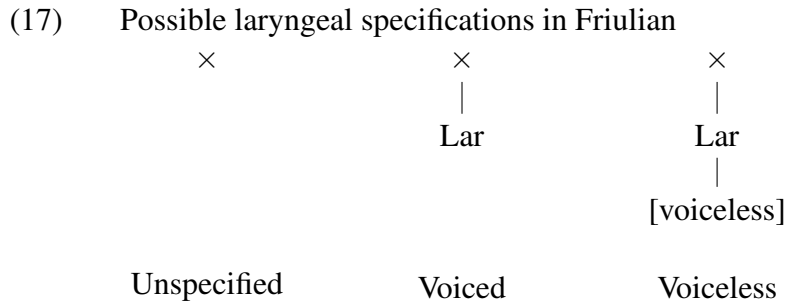 (17) Possible laryngeal specifications in Friulian
× × ×
Lar Lar
[voiceless]
Unspecified Voiced Voiceless